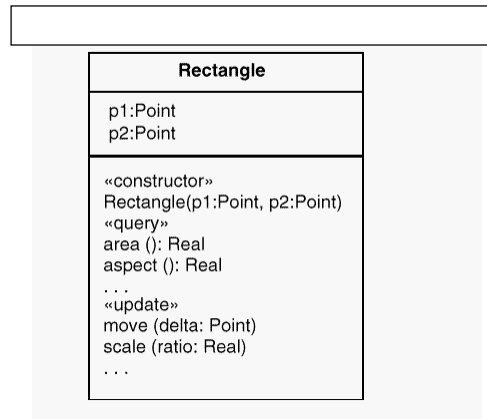 Rectangle
p1:Point
p2:Point
«constructor»
Rectangle(p1:Point, p2:Point)
«query»
area (): Real
aspect (): Real
. . .
«update»
move (delta: Point)
scale (ratio: Real)
. . .